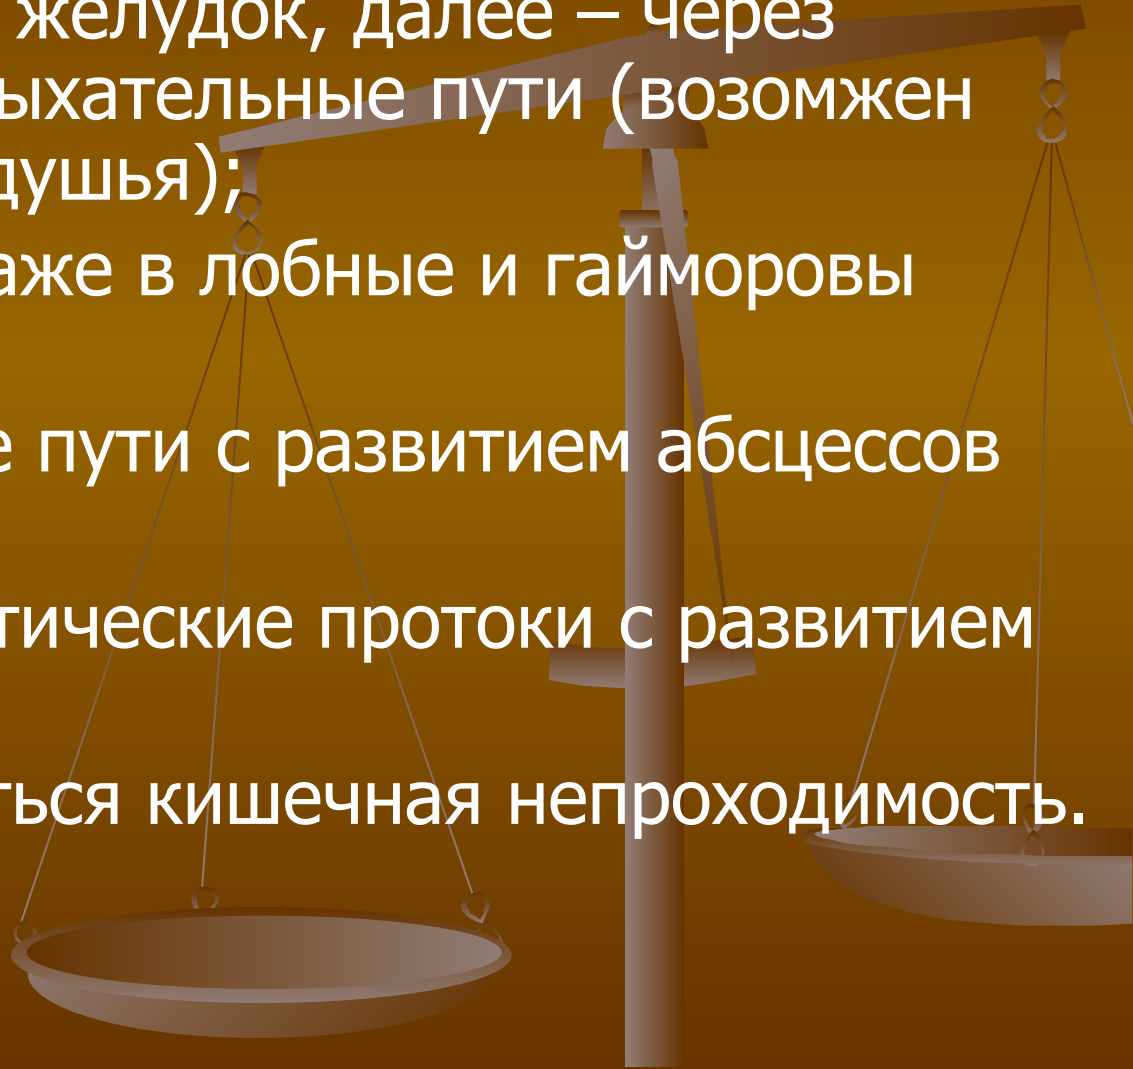 желудок, далее – через
ыхательные пути (возомжен
душья);
аже в лобные и гайморовы
е пути с развитием абсцессов
тические протоки с развитием
ться кишечная непроходимость.